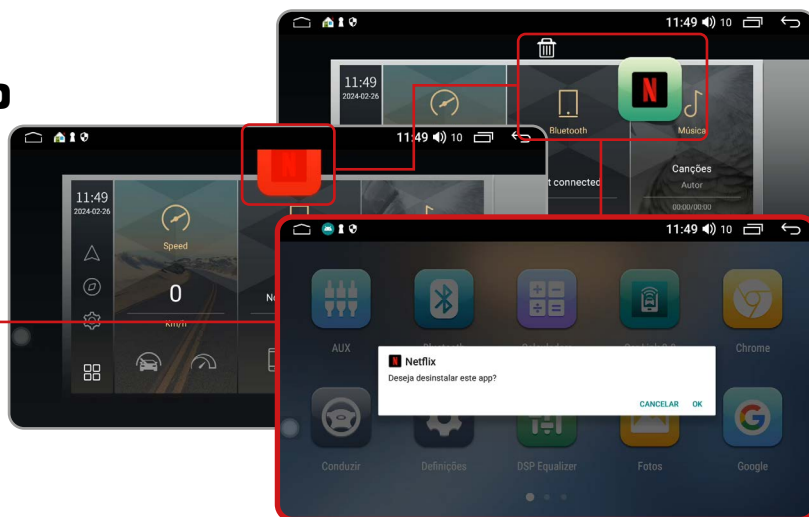 11:49 10
11:49
2024-02-26
Bluetooth
Música
t connected
Canções
Autor
00:00/00:00
11:49 10
11:49
2024-02-26
Speed
0
Km/h
No
11:49 10
AUX
Chrome
Netflix
Deseja desinstalar este app?
CANCELAR OK
Conduzir
Definições
DSP Equalizer
Fotos
Google